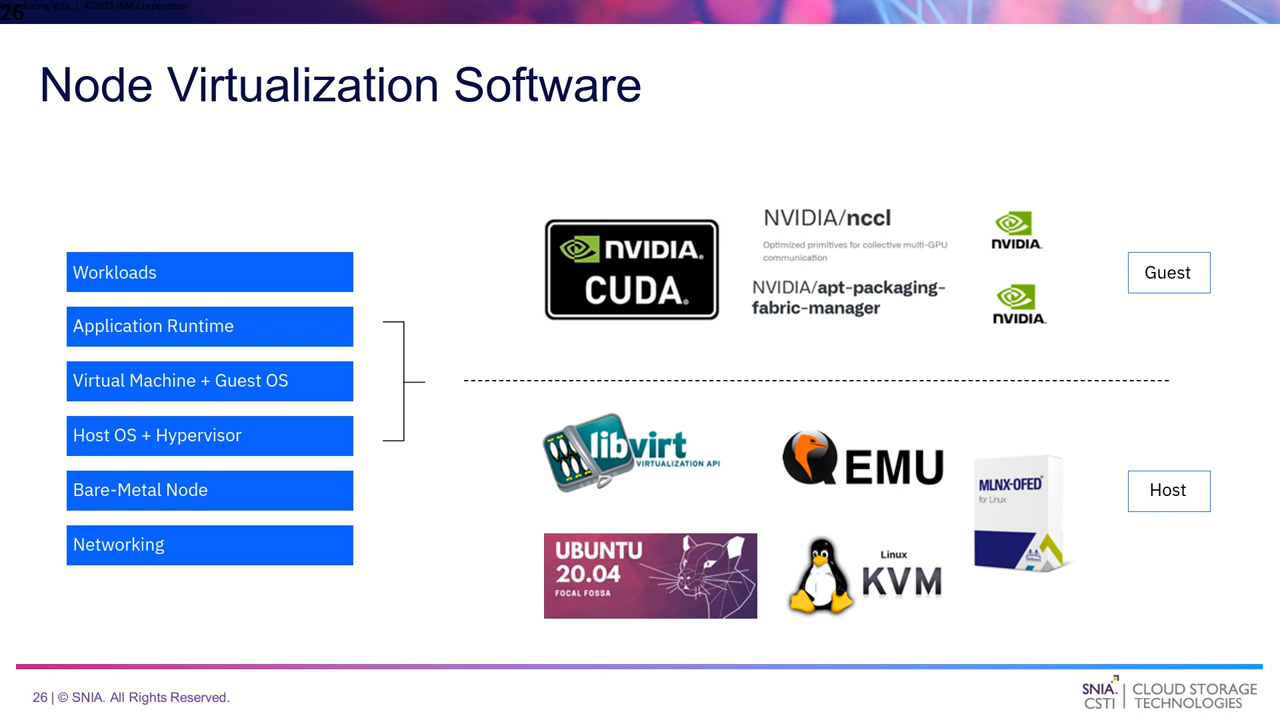 26
Introducing Vela | ©2023 IBM Corporation
Node Virtualization Software
Workloads
Application Runtime
Virtual Machine + Guest OS
Host OS + Hypervisor
Bare-Metal Node
Networking
NVIDIA®
CUDA®
NVIDIA/nccl
Optimized primitives for collective multi-GPU
communication
NVIDIA/apt-packaging-
fabric-manager
NVIDIA.
NVIDIA.
Guest
libvirt
VIRTUALIZATION API
QEMU
MLNX-OFED
for Linux
Host
UBUNTU
20.04
FOCAL FOSSA
Linux
KVM
26 | © SNIA. All Rights Reserved.
SNIA.
CSTI
CLOUD STORAGE
TECHNOLOGIES